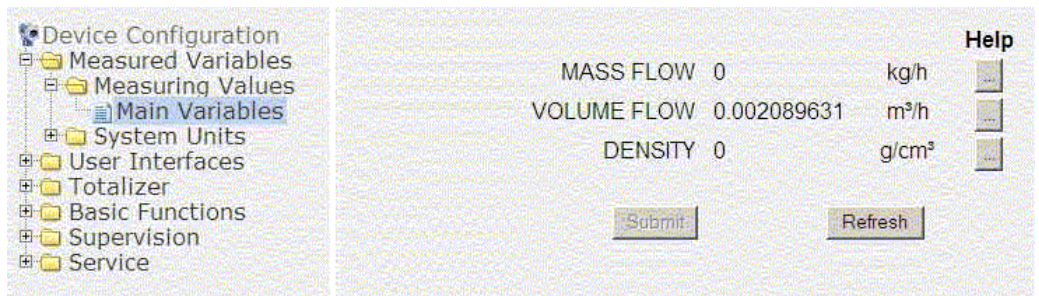 Device Configuration
Measured Variables
Measuring Values
Main Variables
System Units
User Interfaces
Totalizer
Basic Functions
Supervision
Service
Help
MASS FLOW 0 kg/h ...
VOLUME FLOW 0.002089631 m³/h ...
DENSITY 0 g/cm³ ...
Submit Refresh